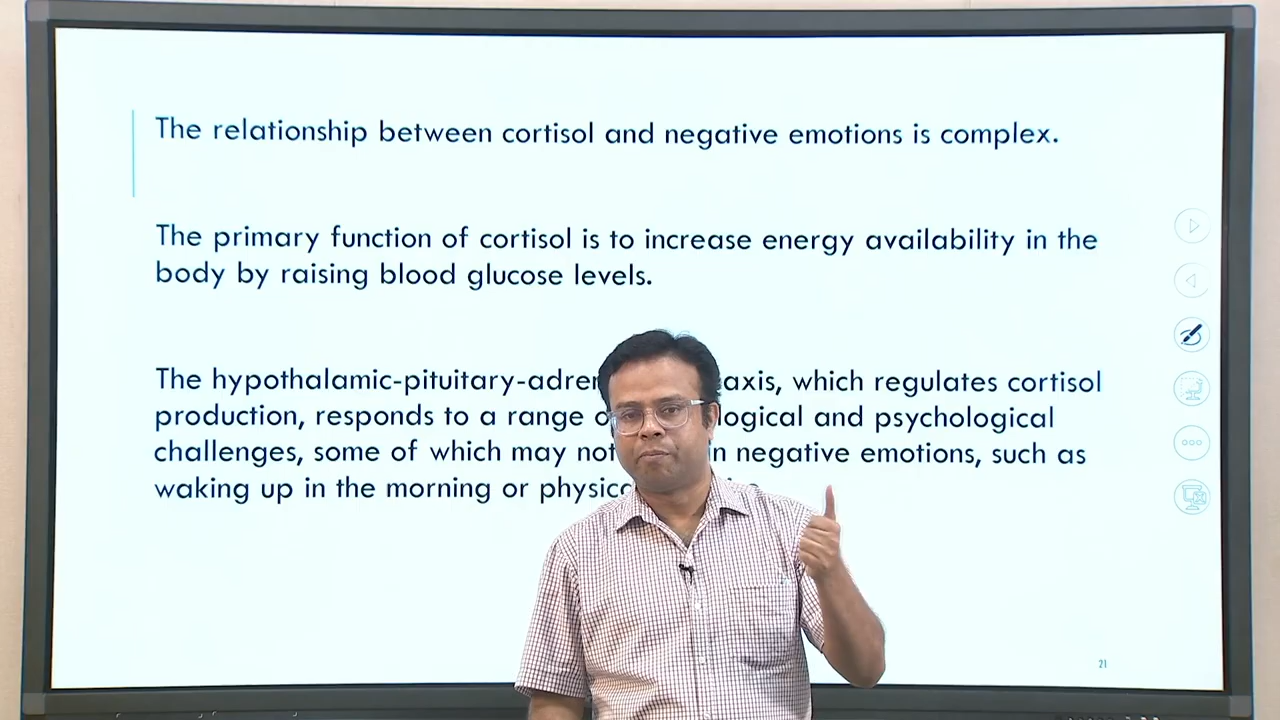 The relationship between cortisol and negative emotions is complex.
The primary function of cortisol is to increase energy availability in the
body by raising blood glucose levels.
The hypothalamic-pituitary-adren axis, which regulates cortisol
production, responds to a range o logical and psychological
challenges, some of which may not in negative emotions, such as
waking up in the morning or physic
21